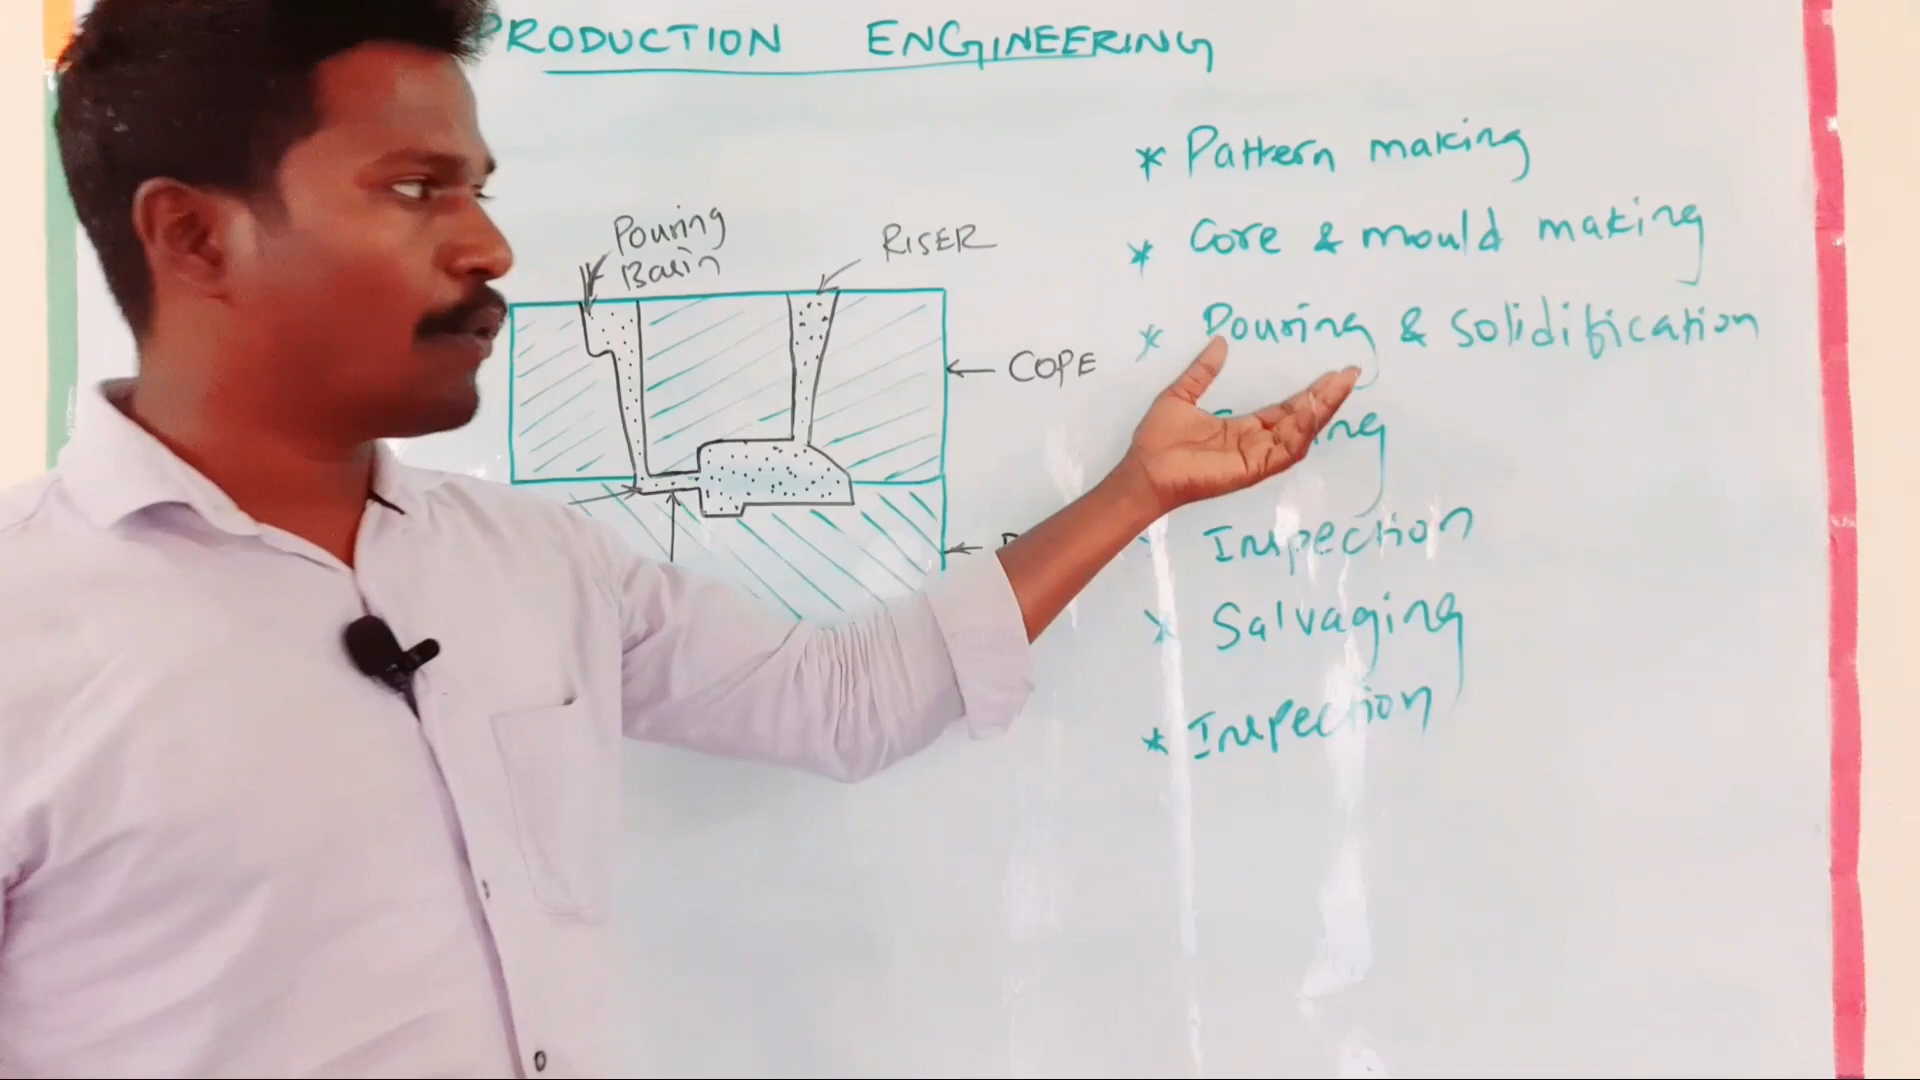 PRODUCTION ENGINEERING
Pouring
Basin
RISER
COPE
* Pattern making
* Core & mould making
* Pouring & solidification
Inspection
* Salvaging
* Inspection